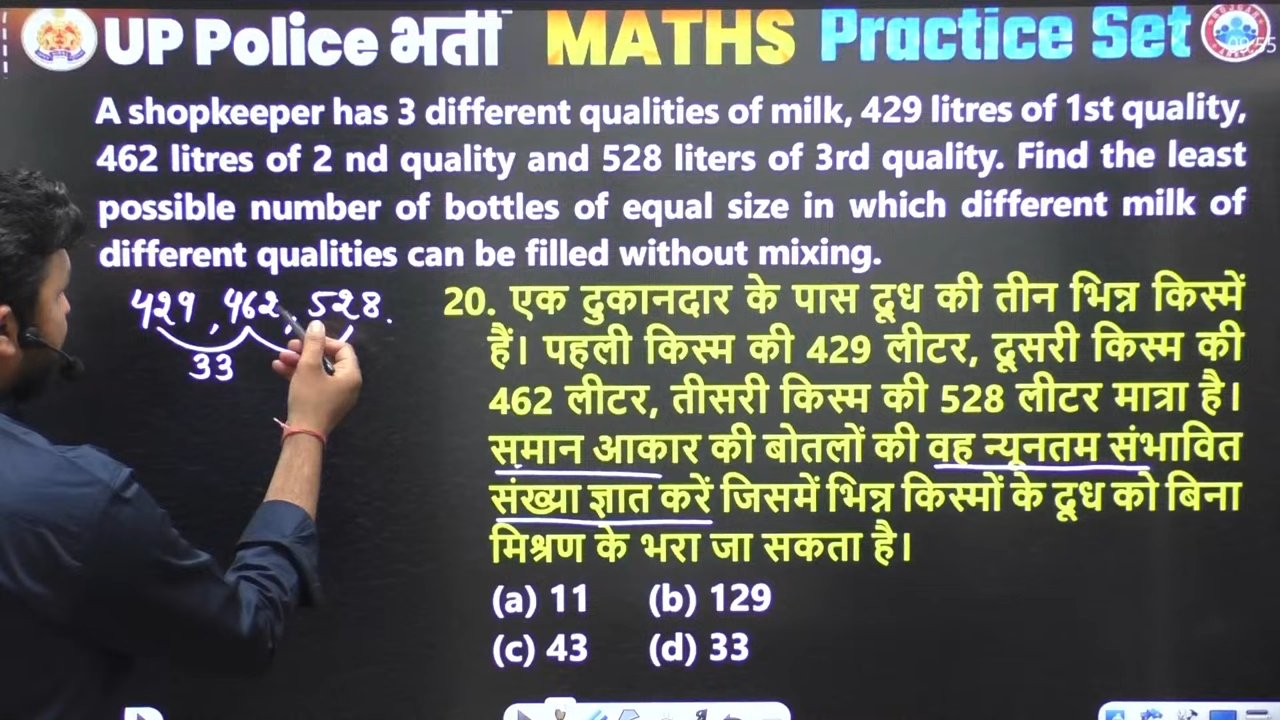 UP Police भर्ती MATHS Practice Set
A shopkeeper has 3 different qualities of milk, 429 litres of 1st quality,
462 litres of 2 nd quality and 528 liters of 3rd quality. Find the least
possible number of bottles of equal size in which different milk of
different qualities can be filled without mixing.
429, 462, 528.
33
20. एक दुकानदार के पास दूध की तीन भिन्न किस्में
हैं। पहली किस्म की 429 लीटर, दूसरी किस्म की
462 लीटर, तीसरी किस्म की 528 लीटर मात्रा है।
समान आकार की बोतलों की वह न्यूनतम संभावित
संख्या ज्ञात करें जिसमें भिन्न किस्मों के दूध को बिना
मिश्रण के भरा जा सकता है।
(a) 11 (b) 129
(c) 43 (d) 33